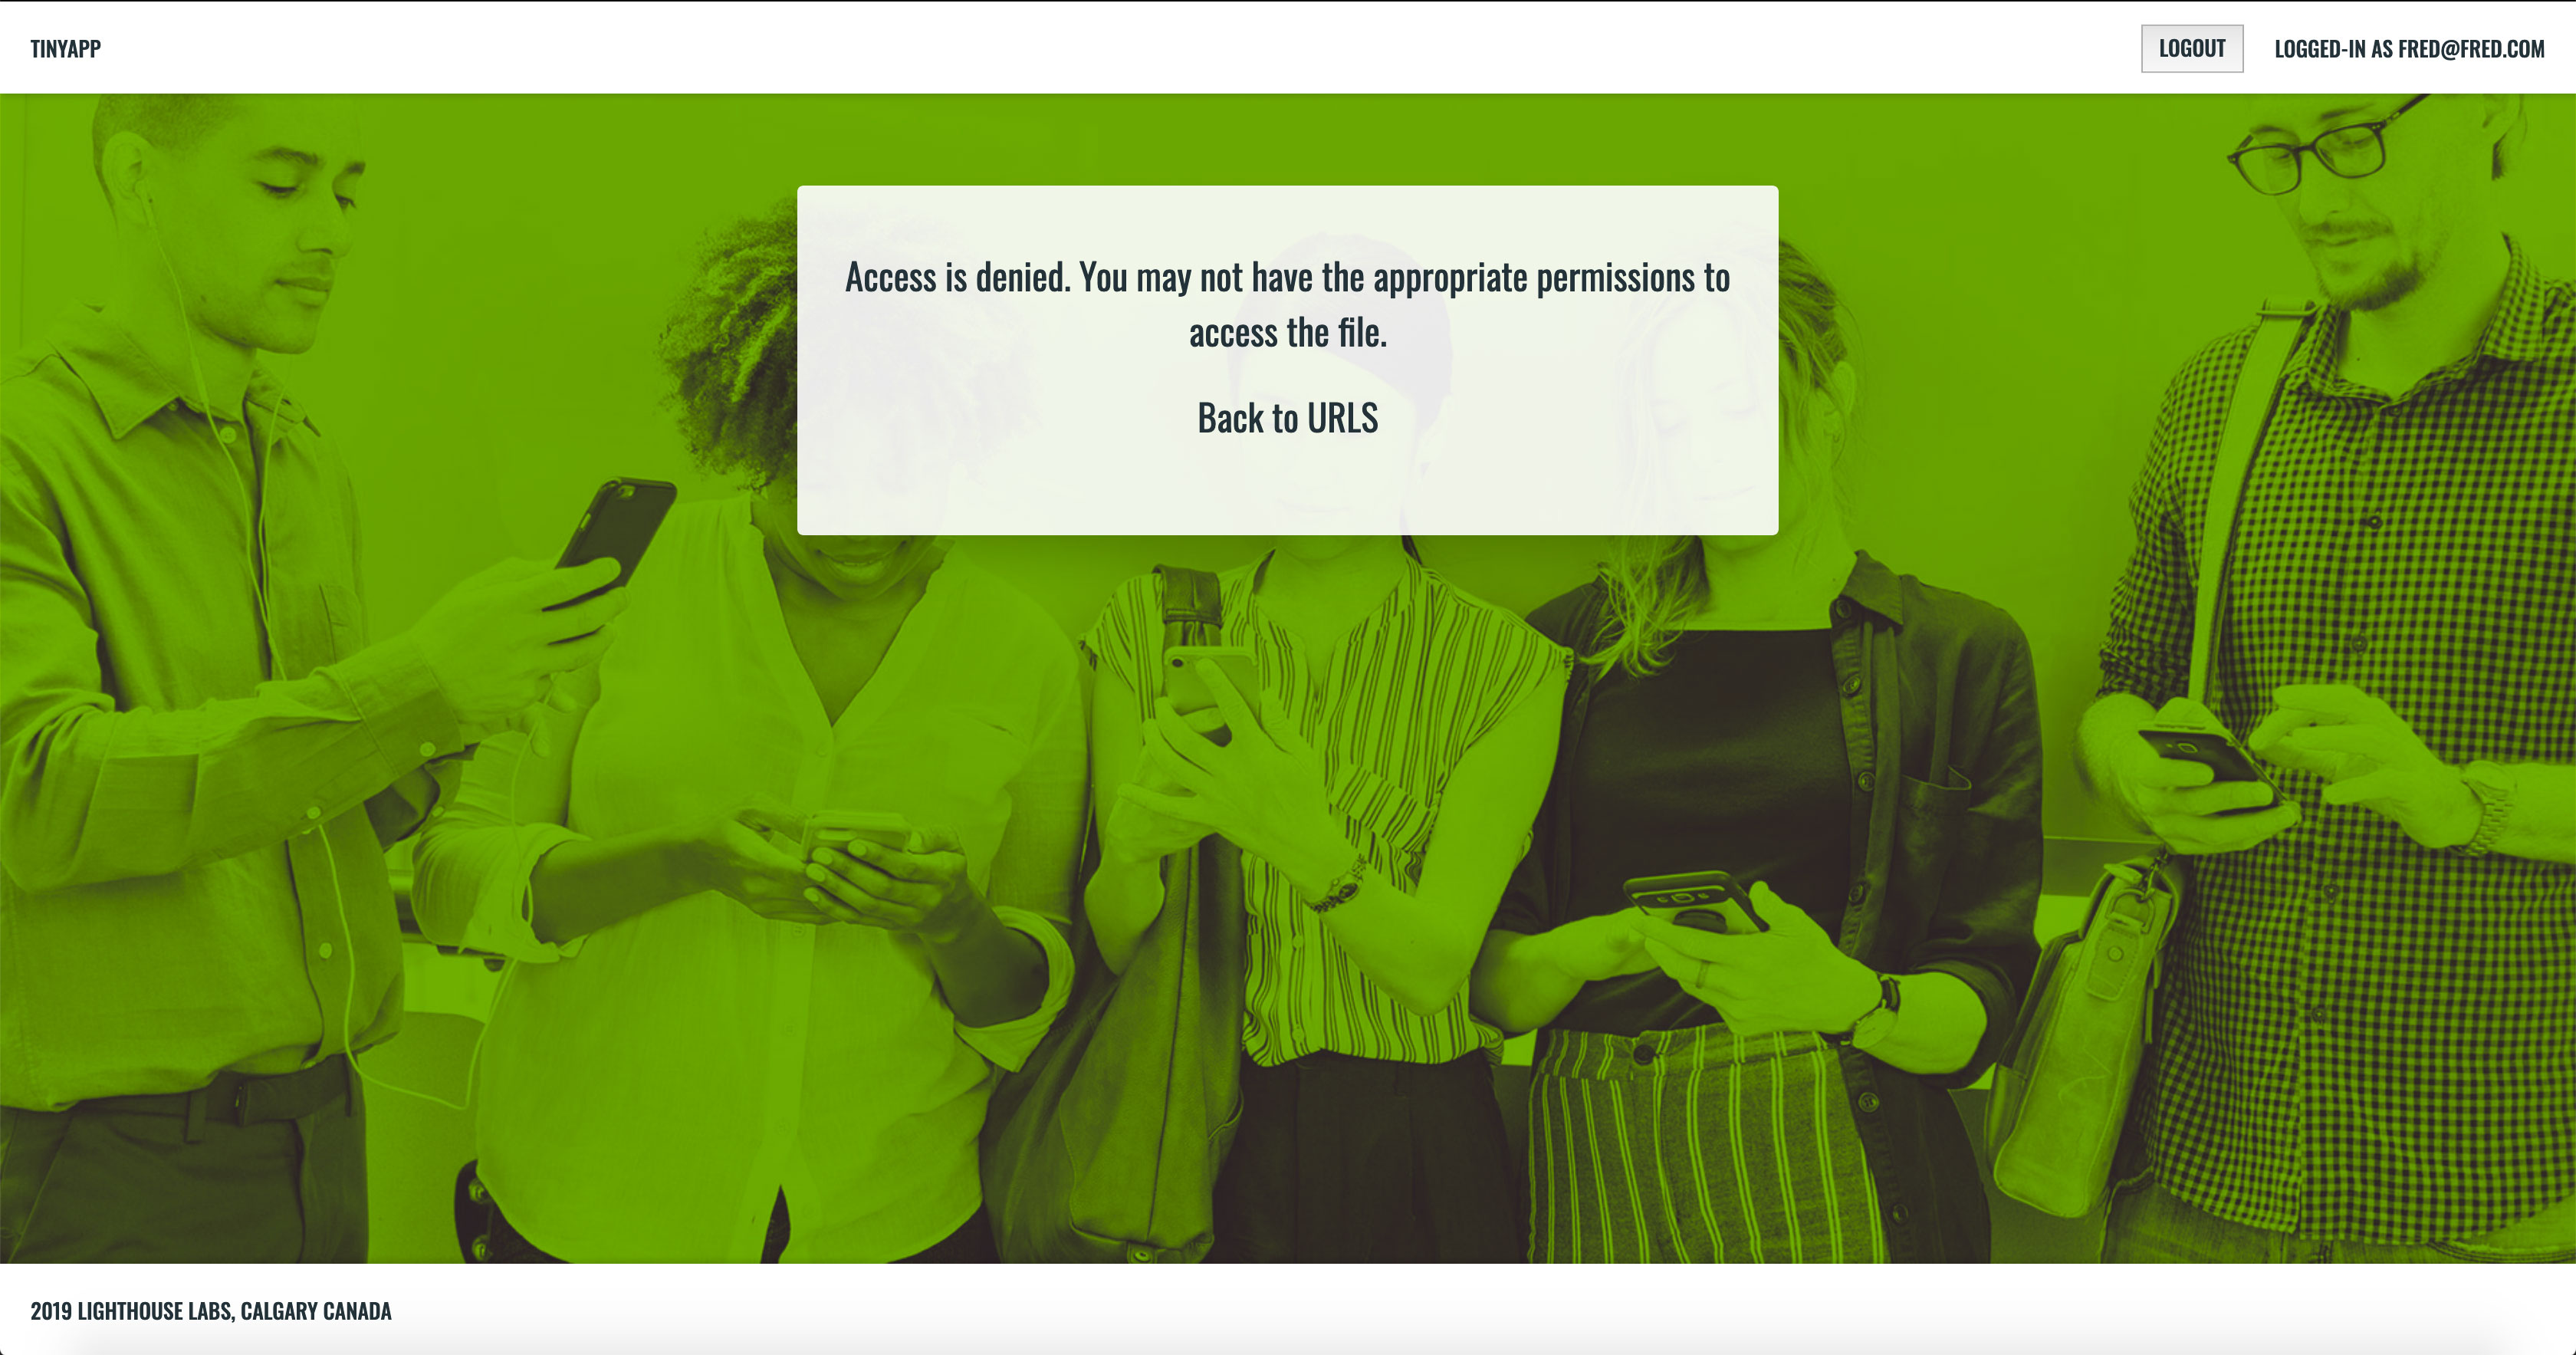 TINYAPP
LOGOUT
LOGGED-IN AS FRED@FRED.COM
Access is denied. You may not have the appropriate permissions to
access the file.
Back to URLS
2019 LIGHTHOUSE LABS, CALGARY CANADA